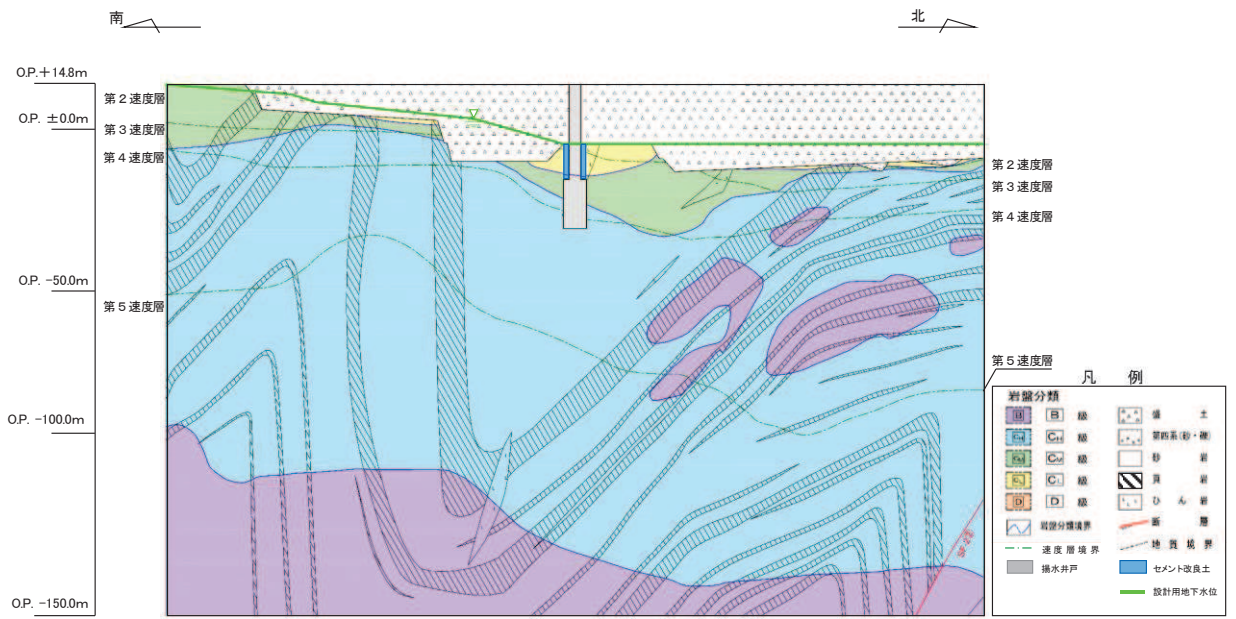 南
北
O.P.+14.8m
第2速度層
O.P. ±0.0m
第3速度層
第4速度層
O.P. -50.0m
第5速度層
O.P. -100.0m
O.P. -150.0m
第2速度層
第3速度層
第4速度層
第5速度層
凡 例
岩盤分類
B B 級
CH CH 級
CM CM 級
CL CL 級
D D 級
岩盤分類境界
速度層境界
揚水井戸
盛 土
第四系(砂・礫)
砂 岩
頁 岩
ひ ん 岩
断 層
地質境界
セメント改良土
設計用地下水位